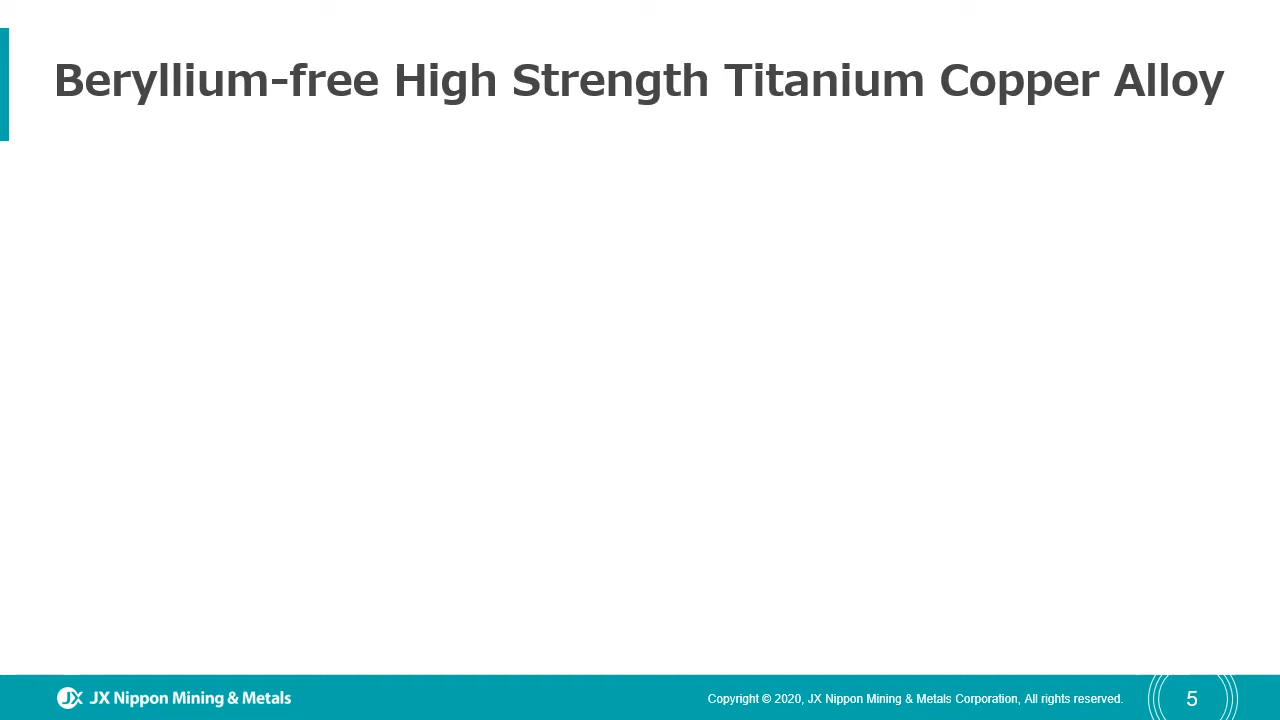 Beryllium-free High Strength Titanium Copper Alloy
JX JX Nippon Mining & Metals
Copyright © 2020, JX Nippon Mining & Metals Corporation, All rights reserved.
5